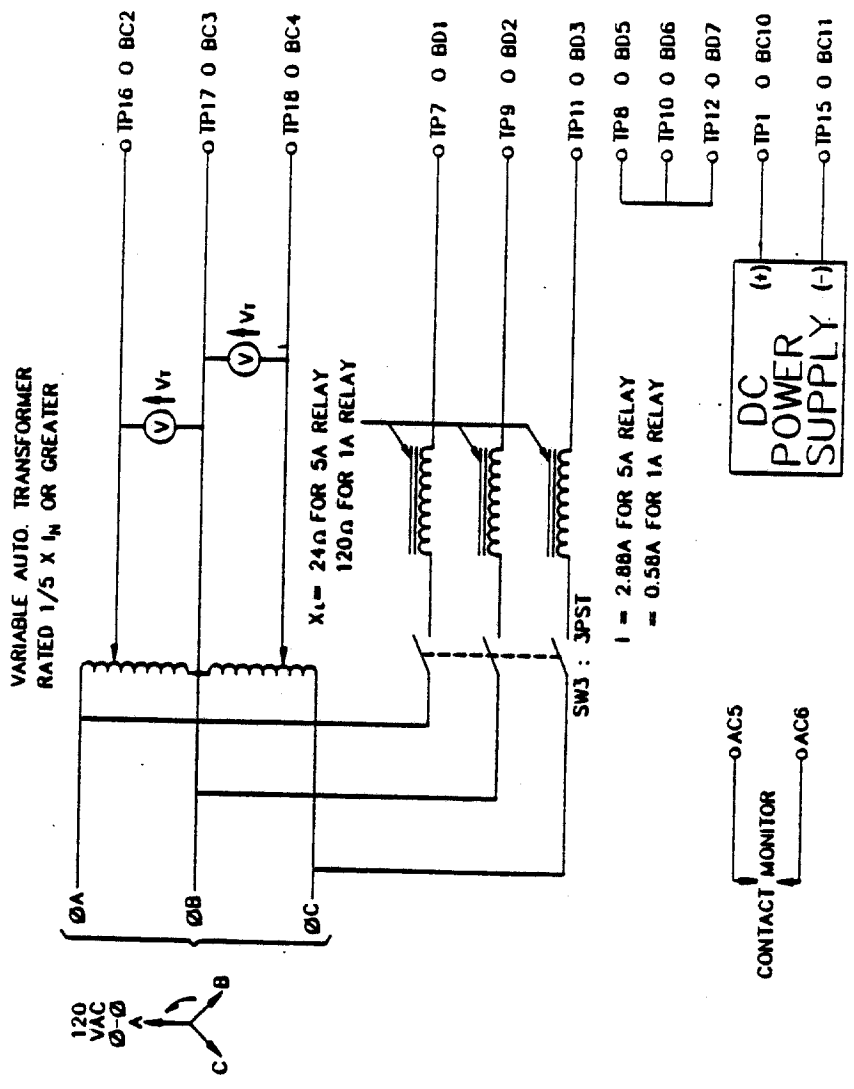 VARIABLE AUTO. TRANSFORMER
RATED 1/5 X IN OR GREATER
120
VAC
Ø-Ø
A
B
C
ØA
ØB
ØC
V
VT
V
VT
TP16 O BC2
TP17 O BC3
TP18 O BC4
XL= 24Ω FOR 5A RELAY
120Ω FOR 1A RELAY
TP7 O BD1
TP9 O BD2
TP11 O BD3
SW3 : 3PST
I = 2.88A FOR 5A RELAY
= 0.58A FOR 1A RELAY
TP8 O BD5
TP10 O BD6
TP12 O BD7
CONTACT MONITOR
AC5
AC6
DC
POWER
SUPPLY
(+)
(-)
TP1 O BC10
TP15 O BC11